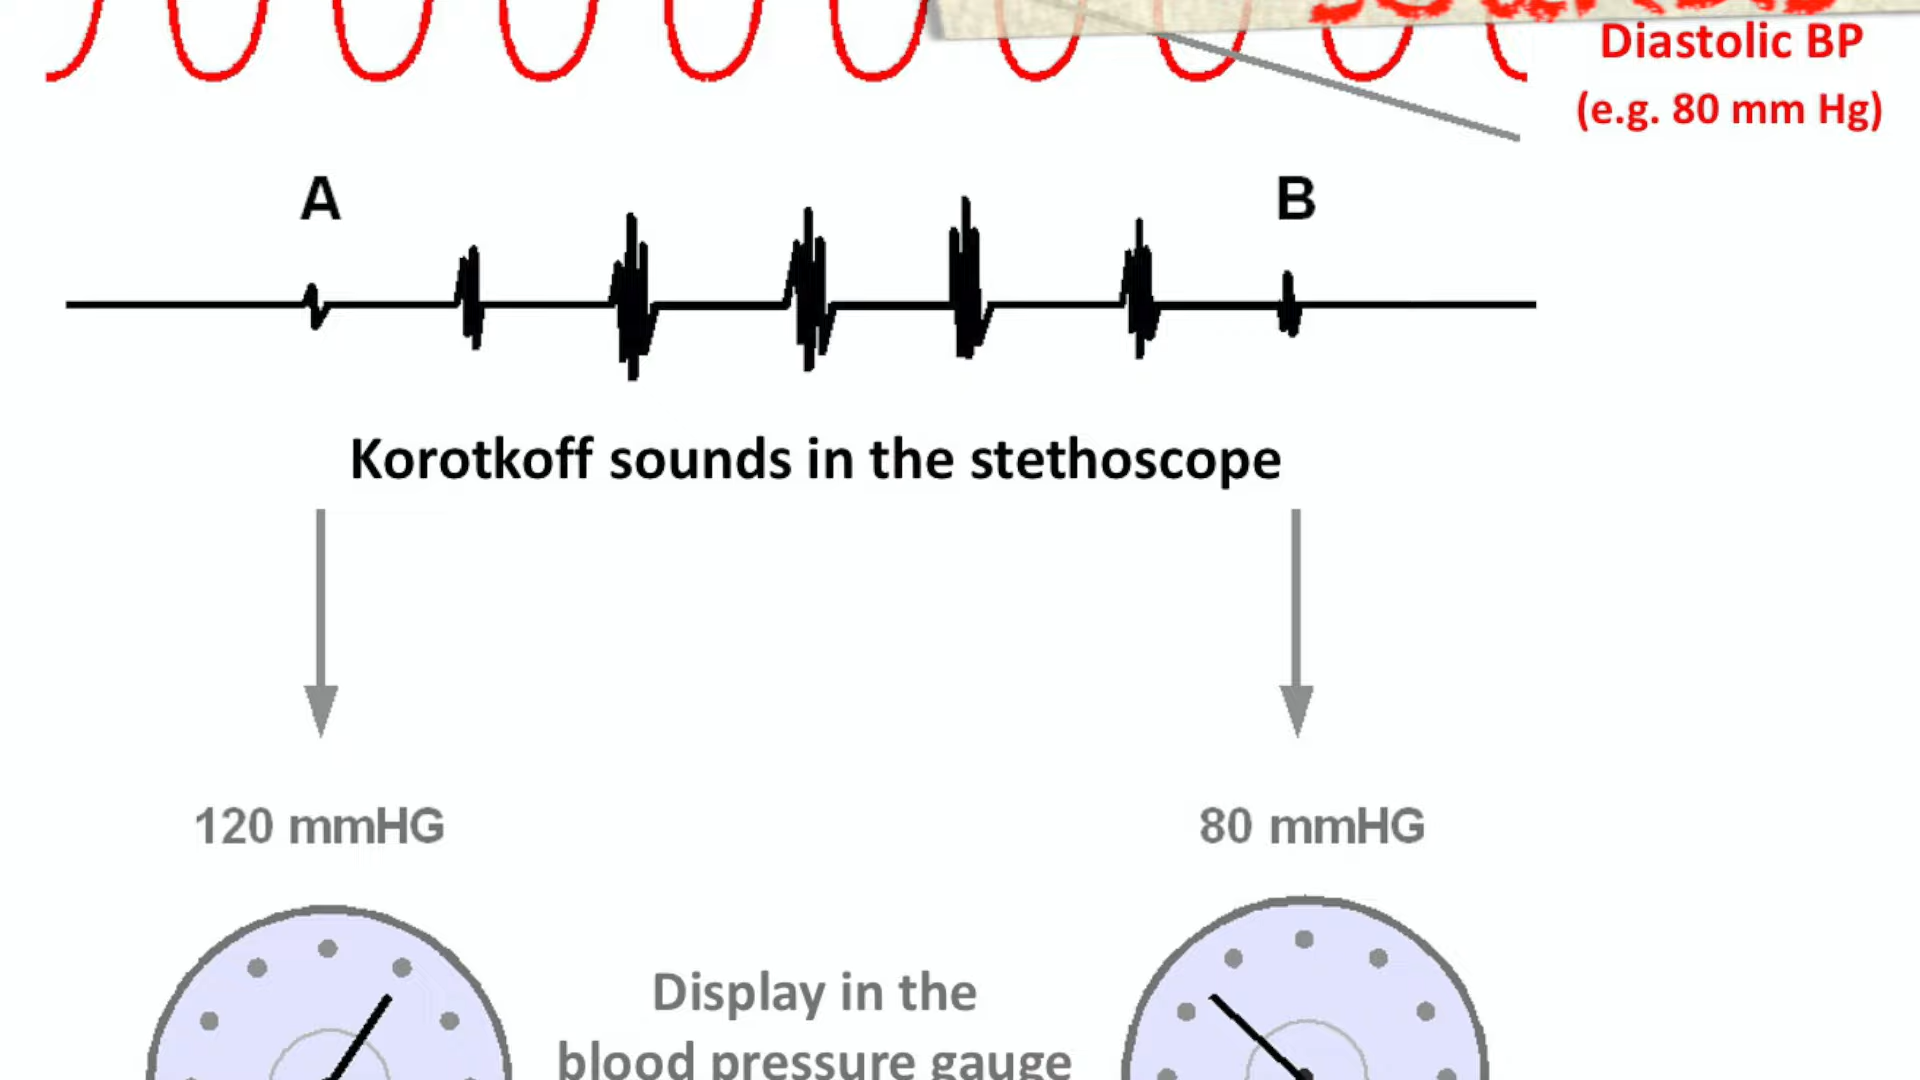 Diastolic BP
(e.g. 80 mm Hg)
A
B
Korotkoff sounds in the stethoscope
120 mmHG
80 mmHG
Display in the
blood pressure gauge